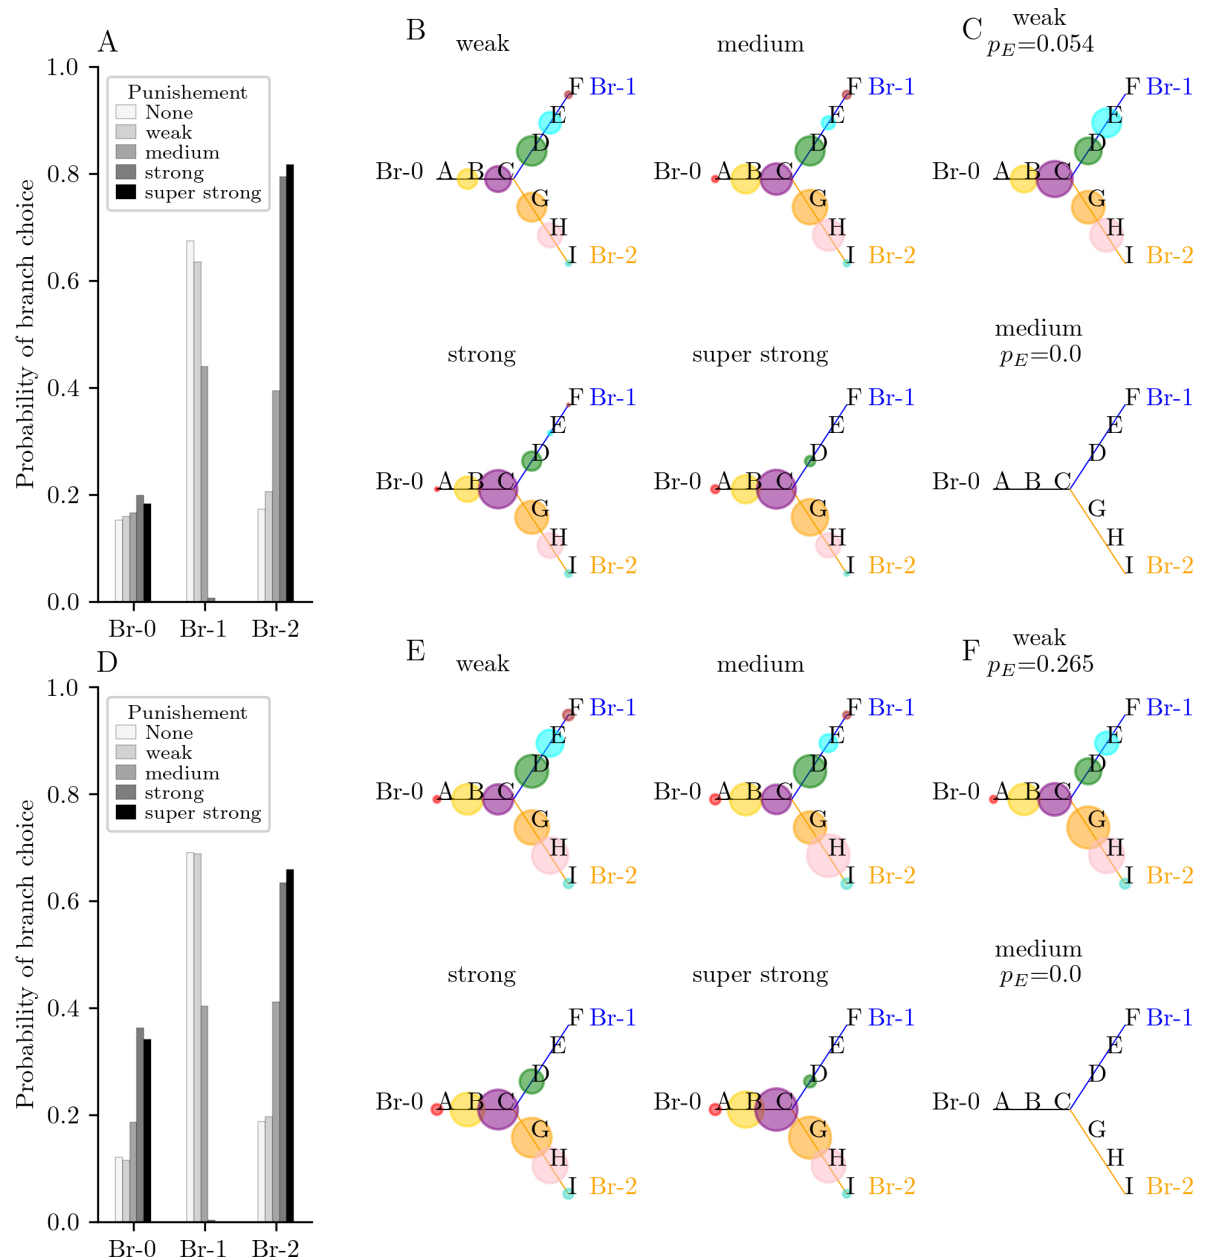 A
Probability of branch choice
1.0
0.8
0.6
0.4
0.2
0.0
Punishement
None
weak
medium
strong
super strong
Br-0 Br-1 Br-2
B
weak
Br-0 A B C D E F Br-1
G H I Br-2
medium
Br-0 A B C D E F Br-1
G H I Br-2
strong
Br-0 A B C D E F Br-1
G H I Br-2
super strong
Br-0 A B C D E F Br-1
G H I Br-2
C
weak
pE=0.054
Br-0 A B C D E F Br-1
G H I Br-2
medium
pE=0.0
Br-0 A B C D E F Br-1
G H I Br-2
D
Probability of branch choice
1.0
0.8
0.6
0.4
0.2
0.0
Punishement
None
weak
medium
strong
super strong
Br-0 Br-1 Br-2
E
weak
Br-0 A B C D E F Br-1
G H I Br-2
medium
Br-0 A B C D E F Br-1
G H I Br-2
strong
Br-0 A B C D E F Br-1
G H I Br-2
super strong
Br-0 A B C D E F Br-1
G H I Br-2
F
weak
pE=0.265
Br-0 A B C D E F Br-1
G H I Br-2
medium
pE=0.0
Br-0 A B C D E F Br-1
G H I Br-2